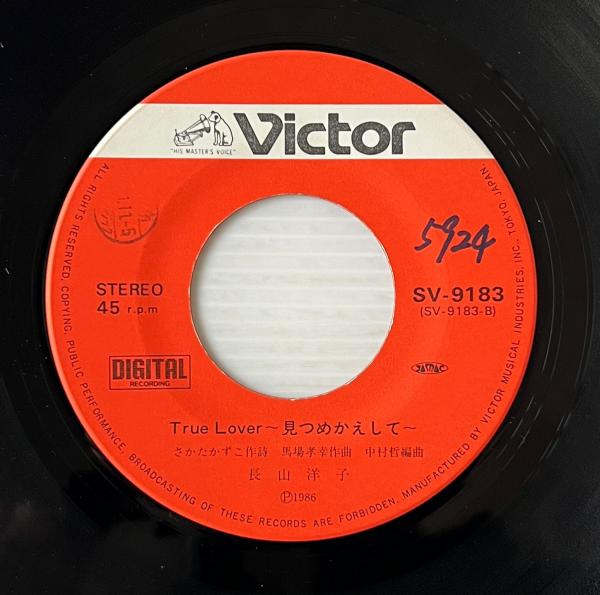 Victor
"HIS MASTER'S VOICE"
5924
STEREO
45 r.p.m
SV-9183
(SV-9183-B)
DIGITAL
RECORDING
JASRAC
True Lover〜見つめかえして〜
さかたかずこ作詩 馬場孝幸作曲 中村哲編曲
長山洋子
Ⓟ1986
ALL RIGHTS RESERVED. COPYING, PUBLIC PERFORMANCE, BROADCASTING OF THESE RECORDS ARE FORBIDDEN. MANUFACTURED BY VICTOR MUSICAL INDUSTRIES, INC., TOKYO, JAPAN.